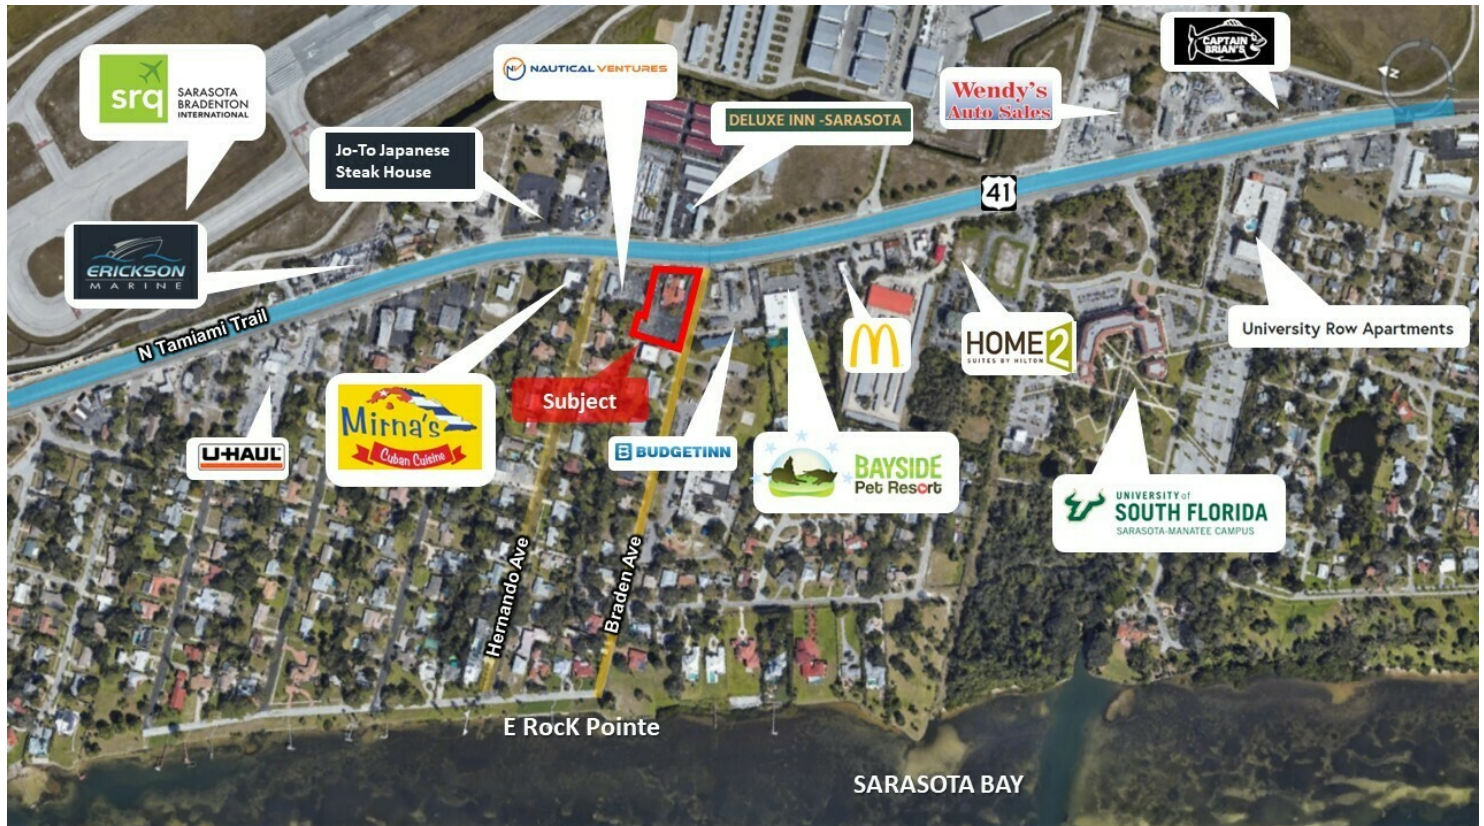 CAPTAIN
BRIAN'S
srq
SARASOTA
BRADENTON
INTERNATIONAL
NV NAUTICAL VENTURES
Wendy's
Auto Sales
DELUXE INN -SARASOTA
Jo-To Japanese
Steak House
N
41
ERICKSON
MARINE
N Tamiami Trail
University Row Apartments
HOME2
SUITES BY HILTON
Subject
Mirna's
Cuban Cuisine
U-HAUL
B BUDGETINN
BAYSIDE
Pet Resort
UNIVERSITY of
SOUTH FLORIDA
SARASOTA-MANATEE CAMPUS
Hernando Ave
Braden Ave
E RocK Pointe
SARASOTA BAY